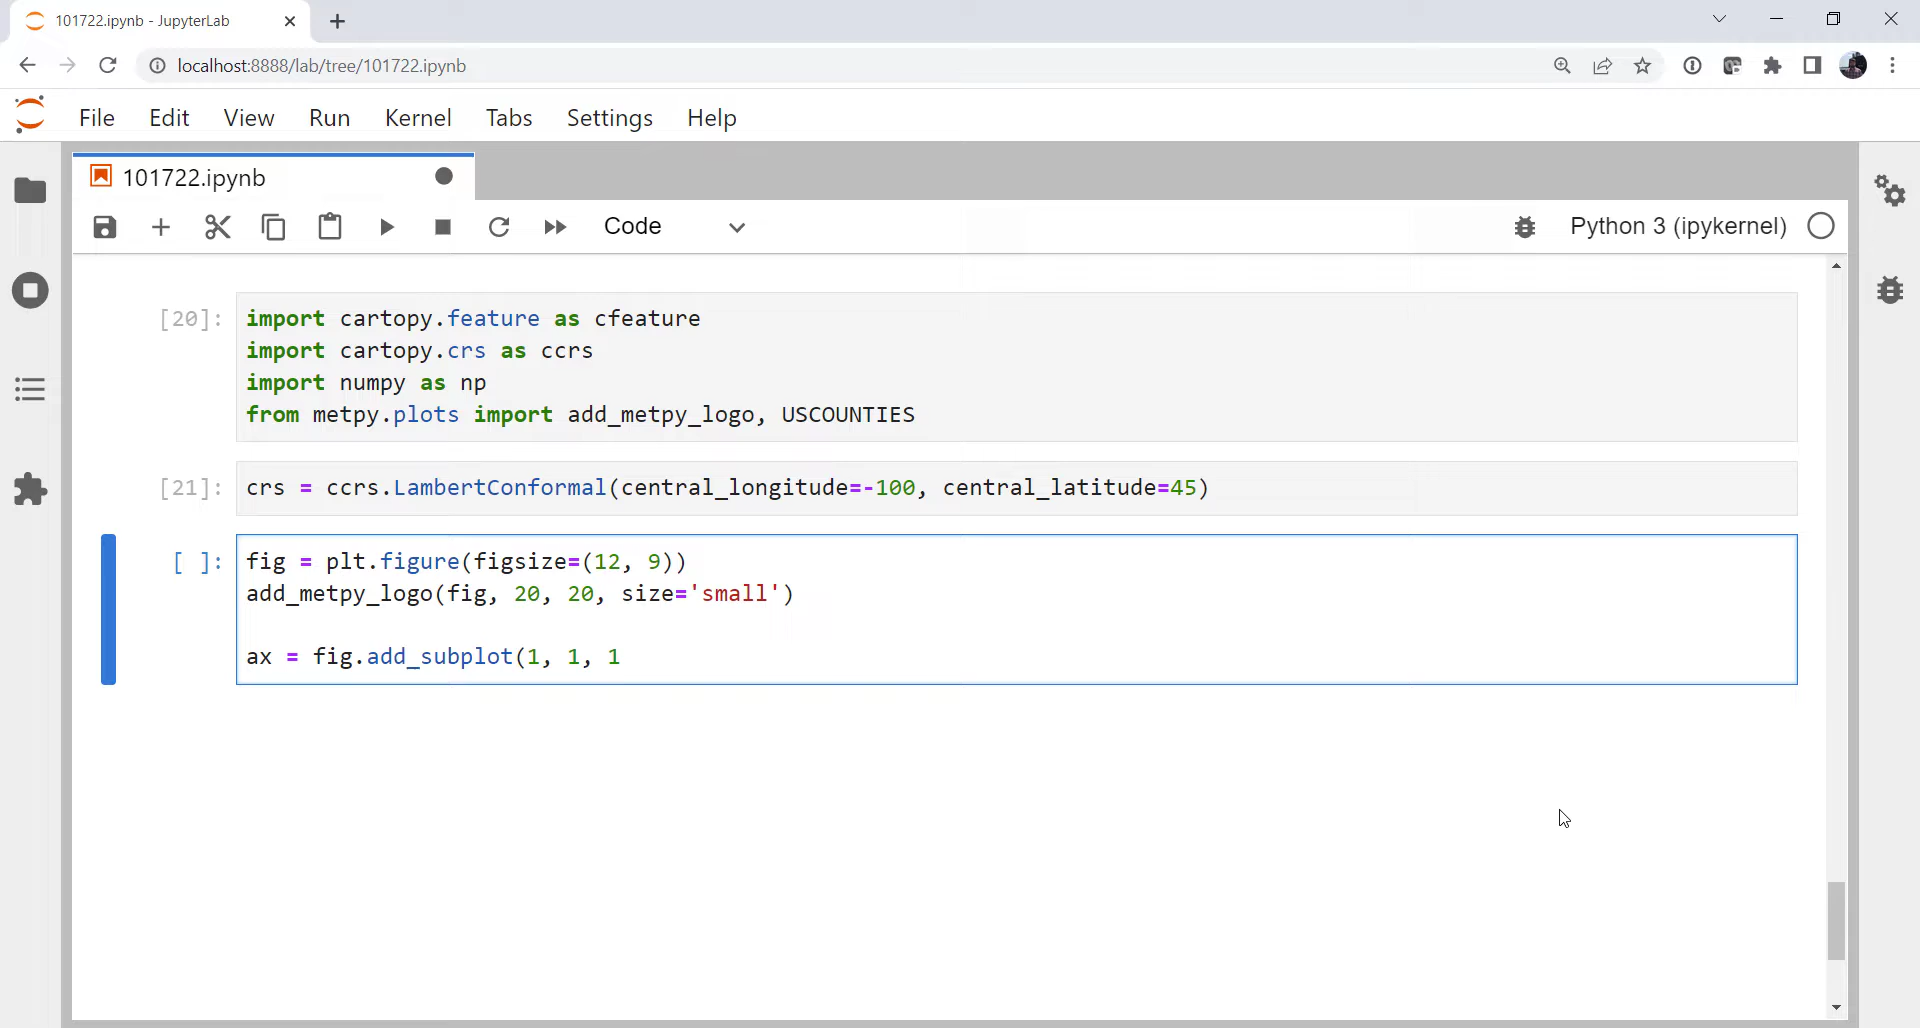 101722.ipynb - JupyterLab
localhost:8888/lab/tree/101722.ipynb
File Edit View Run Kernel Tabs Settings Help
101722.ipynb
Code
Python 3 (ipykernel)
[20]:
import cartopy.feature as cfeature
import cartopy.crs as ccrs
import numpy as np
from metpy.plots import add_metpy_logo, USCOUNTIES
[21]:
crs = ccrs.LambertConformal(central_longitude=-100, central_latitude=45)
[ ]:
fig = plt.figure(figsize=(12, 9))
add_metpy_logo(fig, 20, 20, size='small')
ax = fig.add_subplot(1, 1, 1